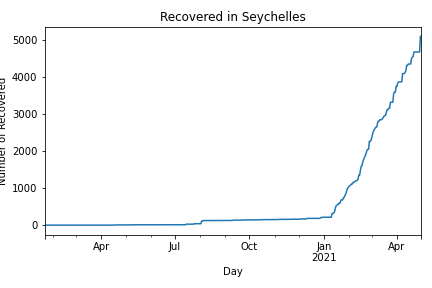 Recovered in Seychelles
Number of Recovered
5000
4000
3000
2000
1000
0
Apr
Jul
Oct
Jan
2021
Apr
Day